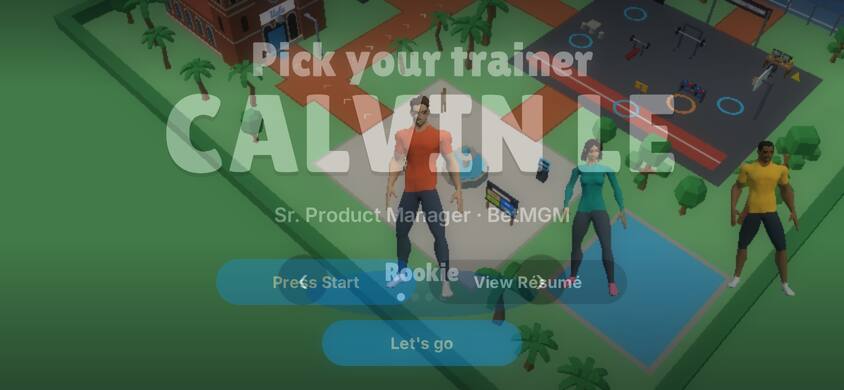 Pick your trainer
CALVIN LE
Sr. Product Manager · BetMGM
Rookie
Press Start
View Résumé
Let's go